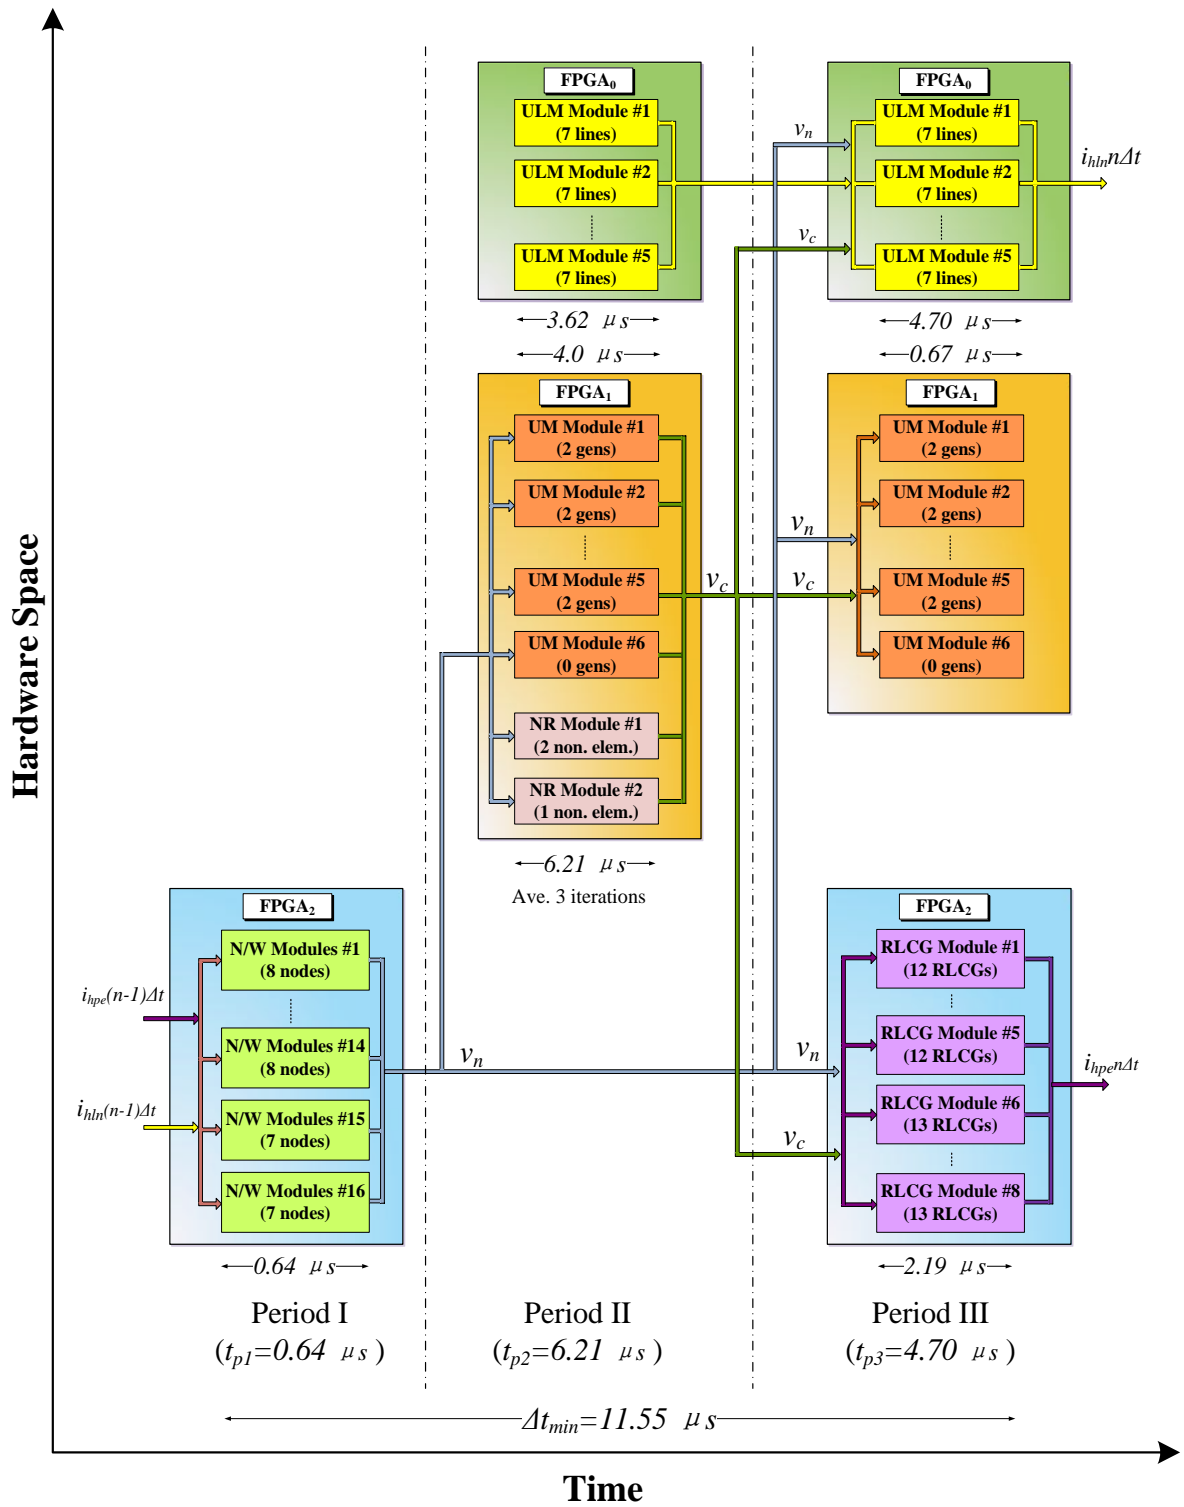 Hardware Space
FPGA0
ULM Module #1
(7 lines)
ULM Module #2
(7 lines)
ULM Module #5
(7 lines)
3.62 μs
4.0 μs
FPGA1
UM Module #1
(2 gens)
UM Module #2
(2 gens)
UM Module #5
(2 gens)
UM Module #6
(0 gens)
NR Module #1
(2 non. elem.)
NR Module #2
(1 non. elem.)
6.21 μs
Ave. 3 iterations
vc
FPGA0
ULM Module #1
(7 lines)
ULM Module #2
(7 lines)
ULM Module #5
(7 lines)
vn
vc
ihlnnΔt
4.70 μs
0.67 μs
FPGA1
UM Module #1
(2 gens)
UM Module #2
(2 gens)
UM Module #5
(2 gens)
UM Module #6
(0 gens)
vn
vc
FPGA2
N/W Modules #1
(8 nodes)
N/W Modules #14
(8 nodes)
N/W Modules #15
(7 nodes)
N/W Modules #16
(7 nodes)
ihpe(n-1)Δt
ihln(n-1)Δt
0.64 μs
vn
FPGA2
RLCG Module #1
(12 RLCGs)
RLCG Module #5
(12 RLCGs)
RLCG Module #6
(13 RLCGs)
RLCG Module #8
(13 RLCGs)
vn
vc
ihpenΔt
2.19 μs
Period I
(tp1=0.64 μs)
Period II
(tp2=6.21 μs)
Period III
(tp3=4.70 μs)
Δtmin=11.55 μs
Time